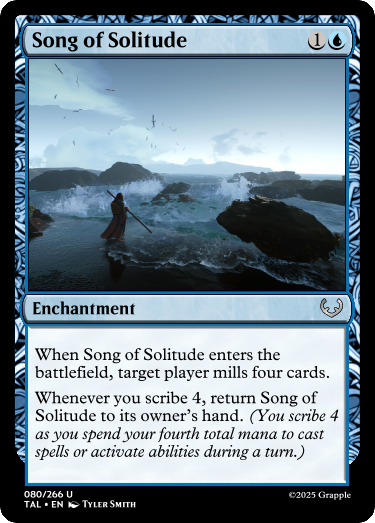 Song of Solitude 1
Enchantment
When Song of Solitude enters the
battlefield, target player mills four cards.
Whenever you scribe 4, return Song of
Solitude to its owner's hand. (You scribe 4
as you spend your fourth total mana to cast
spells or activate abilities during a turn.)
080/266 U
TAL • EN Tyler Smith
©2025 Grapple